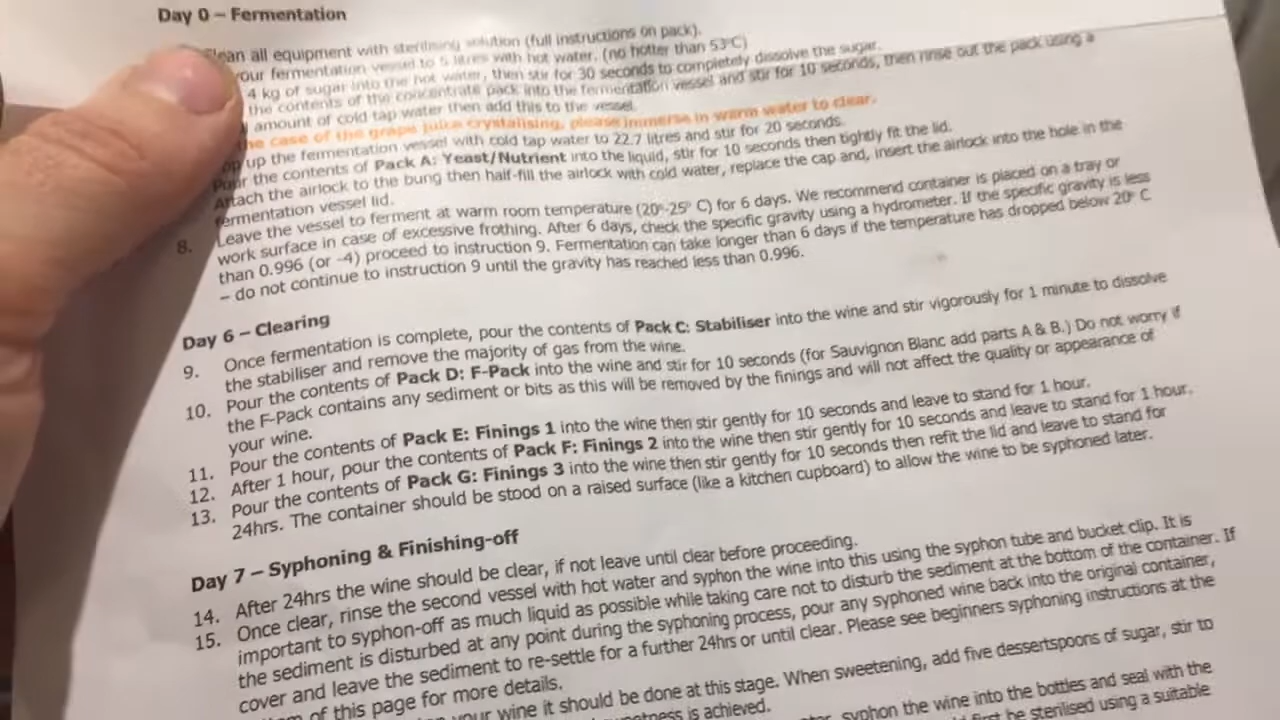 Day 0 – Fermentation
Clean all equipment with sterilising solution (full instructions on pack).
your fermentation vessel to 5 litres with hot water. (no hotter than 53°C)
4 kg of sugar into the hot water, then stir for 30 seconds to completely dissolve the sugar.
the contents of the concentrate pack into the fermentation vessel and stir for 10 seconds, then rinse out the pack using a
amount of cold tap water then add this to the vessel.
the case of the grape juice crystalising, please immerse in warm water to clear.
up the fermentation vessel with cold tap water to 22.7 litres and stir for 20 seconds.
Pour the contents of Pack A: Yeast/Nutrient into the liquid, stir for 10 seconds then tightly fit the lid.
Attach the airlock to the bung then half-fill the airlock with cold water, replace the cap and, insert the airlock into the hole in the
fermentation vessel lid.
8. Leave the vessel to ferment at warm room temperature (20°-25° C) for 6 days. We recommend container is placed on a tray or
work surface in case of excessive frothing. After 6 days, check the specific gravity using a hydrometer. If the specific gravity is less
than 0.996 (or -4) proceed to instruction 9. Fermentation can take longer than 6 days if the temperature has dropped below 20° C
– do not continue to instruction 9 until the gravity has reached less than 0.996.
Day 6 – Clearing
9. Once fermentation is complete, pour the contents of Pack C: Stabiliser into the wine and stir vigorously for 1 minute to dissolve
the stabiliser and remove the majority of gas from the wine.
10. Pour the contents of Pack D: F-Pack into the wine and stir for 10 seconds (for Sauvignon Blanc add parts A & B.) Do not worry if
the F-Pack contains any sediment or bits as this will be removed by the finings and will not affect the quality or appearance of
your wine.
11. Pour the contents of Pack E: Finings 1 into the wine then stir gently for 10 seconds and leave to stand for 1 hour.
12. After 1 hour, pour the contents of Pack F: Finings 2 into the wine then stir gently for 10 seconds and leave to stand for 1 hour.
13. Pour the contents of Pack G: Finings 3 into the wine then stir gently for 10 seconds then refit the lid and leave to stand for
24hrs. The container should be stood on a raised surface (like a kitchen cupboard) to allow the wine to be syphoned later.
Day 7 – Syphoning & Finishing-off
14. After 24hrs the wine should be clear, if not leave until clear before proceeding.
15. Once clear, rinse the second vessel with hot water and syphon the wine into this using the syphon tube and bucket clip. It is
important to syphon-off as much liquid as possible while taking care not to disturb the sediment at the bottom of the container. If
the sediment is disturbed at any point during the syphoning process, pour any syphoned wine back into the original container,
cover and leave the sediment to re-settle for a further 24hrs or until clear. Please see beginners syphoning instructions at the
of this page for more details.
your wine it should be done at this stage. When sweetening, add five dessertspoons of sugar, stir to
is achieved.
syphon the wine into the bottles and seal with the
first be sterilised using a suitable